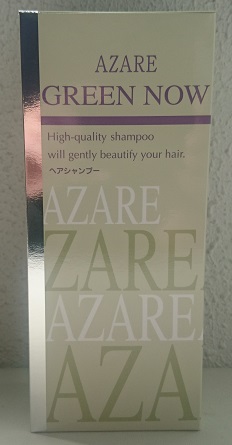 AZARE
GREEN NOW
High-quality shampoo
will gently beautify your hair.
ヘアシャンプー
AZARE
ZARE
AZARE
AZA